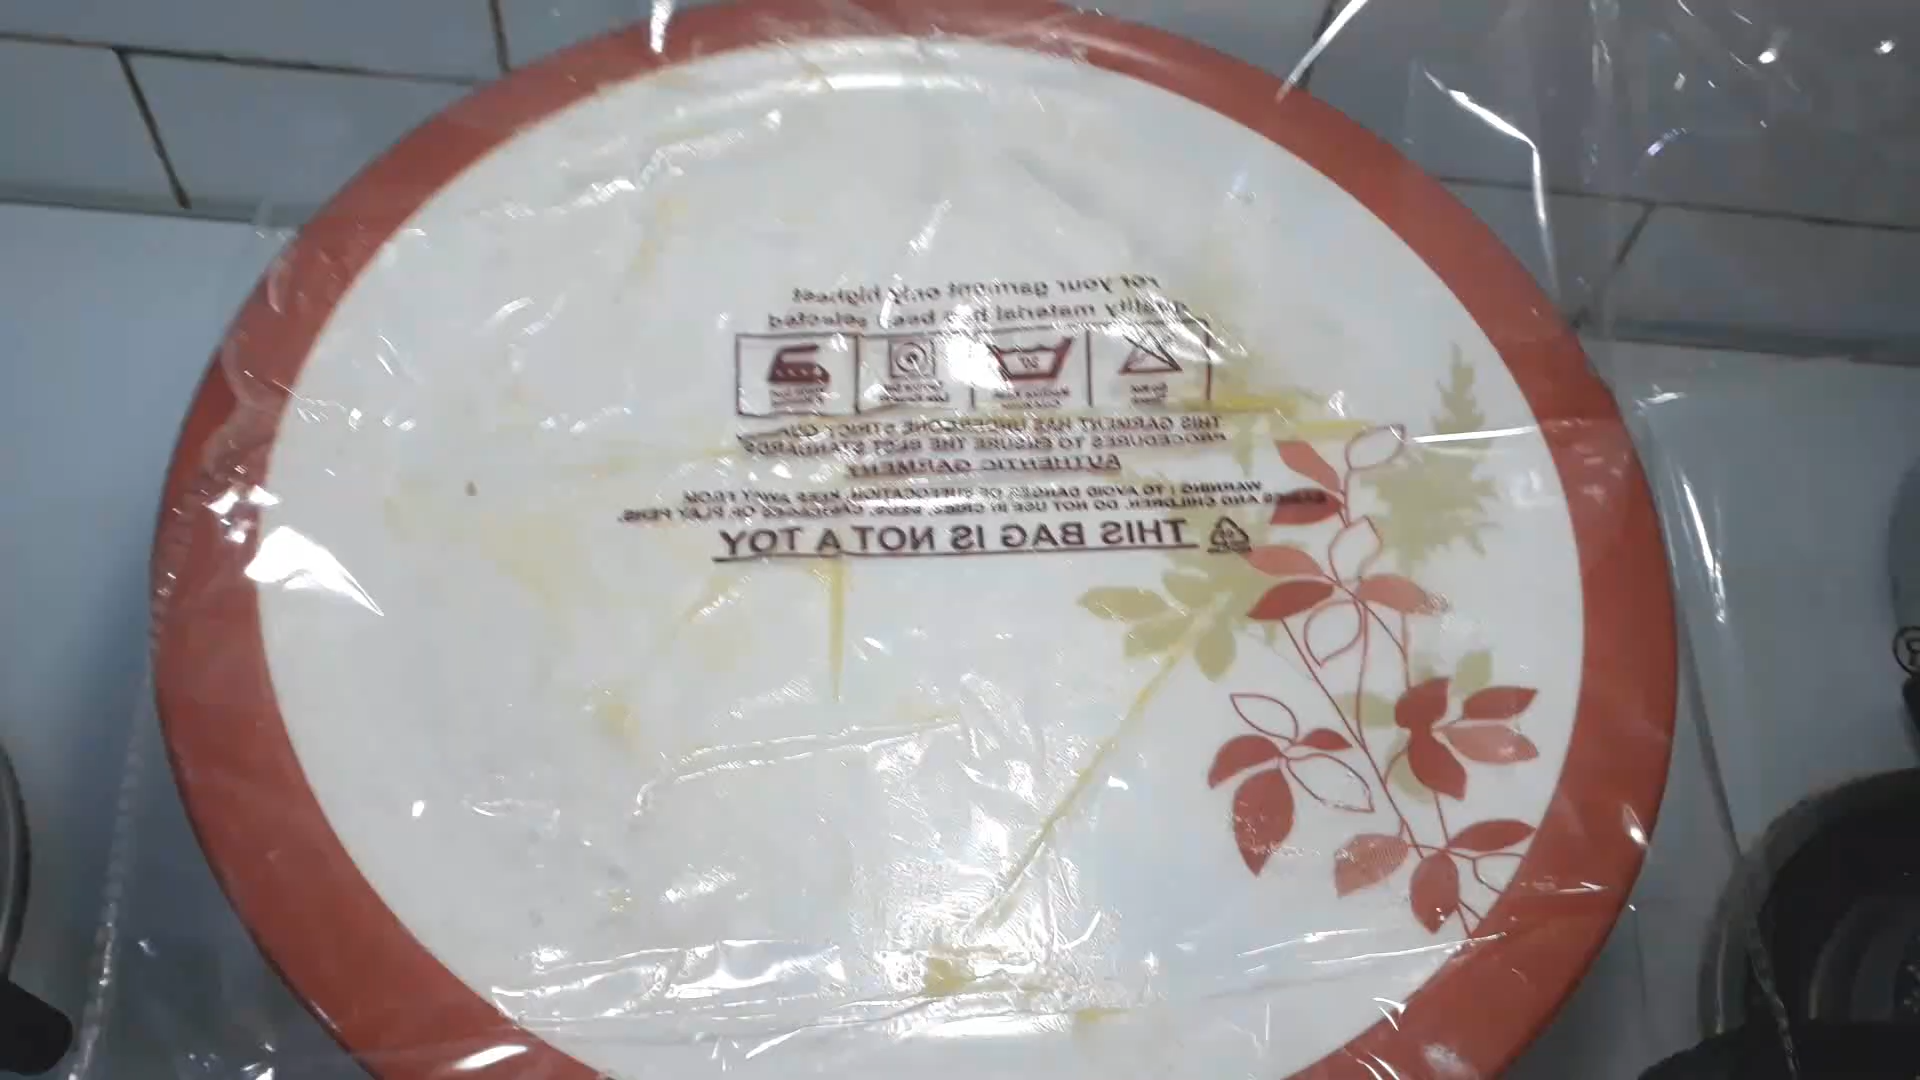 For your garment only highest
quality material has been selected
30
THIS GARMENT HAS UNDERGONE STRICT
PROCEDURES TO ENSURE THE BEST STANDARDS
AUTHENTIC GARMENT
WARNING : TO AVOID DANGER OF SUFFOCATION, KEEP AWAY FROM
BABIES AND CHILDREN. DO NOT USE IN CRIBS, BEDS, CARRIAGES OR PLAY PENS.
THIS BAG IS NOT A TOY
®